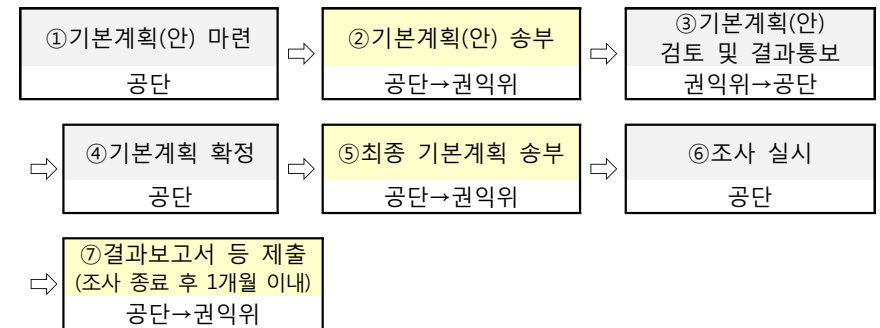 ①기본계획(안) 마련
공단
⇨
②기본계획(안) 송부
공단→권익위
⇨
③기본계획(안)
검토 및 결과통보
권익위→공단
⇨
④기본계획 확정
공단
⇨
⑤최종 기본계획 송부
공단→권익위
⇨
⑥조사 실시
공단
⇨
⑦결과보고서 등 제출
(조사 종료 후 1개월 이내)
공단→권익위